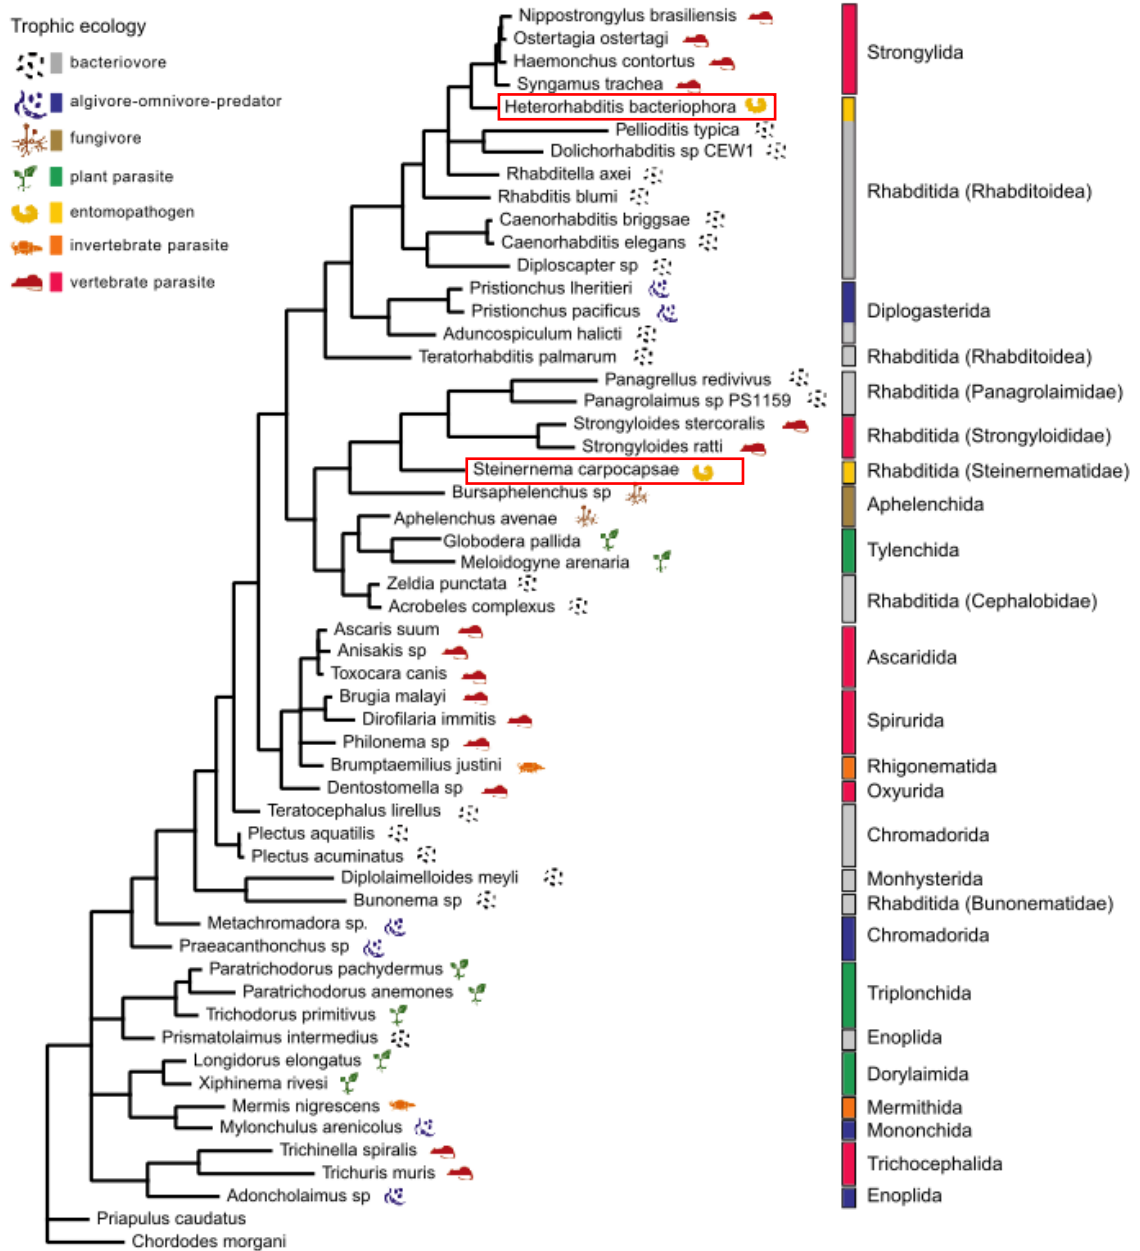 Trophic ecology
bacteriovore
algivore-omnivore-predator
fungivore
plant parasite
entomopathogen
invertebrate parasite
vertebrate parasite
Nippostrongylus brasiliensis
Ostertagia ostertagi
Haemonchus contortus
Syngamus trachea
Heterorhabditis bacteriophora
Pellioditis typica
Dolichorhabditis sp CEW1
Rhabditella axei
Rhabditis blumi
Caenorhabditis briggsae
Caenorhabditis elegans
Diploscapter sp
Pristionchus lheritieri
Pristionchus pacificus
Aduncospiculum halicti
Teratorhabditis palmarum
Panagrellus redivivus
Panagrolaimus sp PS1159
Strongyloides stercoralis
Strongyloides ratti
Steinernema carpocapsae
Bursaphelenchus sp
Aphelenchus avenae
Globodera pallida
Meloidogyne arenaria
Zeldia punctata
Acrobeles complexus
Ascaris suum
Anisakis sp
Toxocara canis
Brugia malayi
Dirofilaria immitis
Philonema sp
Brumptaemilius justini
Dentostomella sp
Teratocephalus lirellus
Plectus aquatilis
Plectus acuminatus
Diplolaimelloides meyli
Bunonema sp
Metachromadora sp.
Praeacanthonchus sp
Paratrichodorus pachydermus
Paratrichodorus anemones
Trichodorus primitivus
Prismatolaimus intermedius
Longidorus elongatus
Xiphinema rivesi
Mermis nigrescens
Mylonchulus arenicolus
Trichinella spiralis
Trichuris muris
Adoncholaimus sp
Priapulus caudatus
Chordodes morgani
Strongylida
Rhabditida (Rhabditoidea)
Diplogasterida
Rhabditida (Rhabditoidea)
Rhabditida (Panagrolaimidae)
Rhabditida (Strongyloididae)
Rhabditida (Steinernematidae)
Aphelenchida
Tylenchida
Rhabditida (Cephalobidae)
Ascaridida
Spirurida
Rhigonematida
Oxyurida
Chromadorida
Monhysterida
Rhabditida (Bunonematidae)
Chromadorida
Triplonchida
Enoplida
Dorylaimida
Mermithida
Mononchida
Trichocephalida
Enoplida